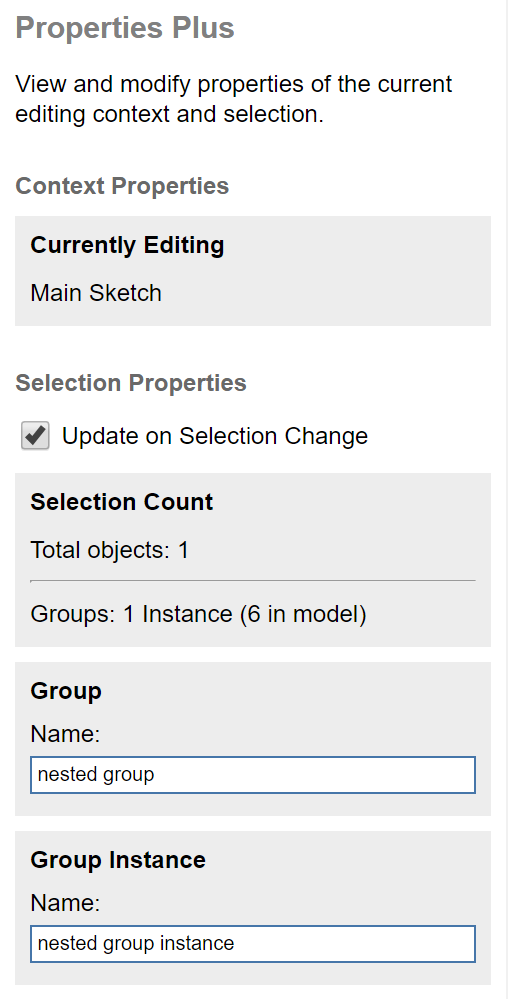 Properties Plus
View and modify properties of the current
editing context and selection.
Context Properties
Currently Editing
Main Sketch
Selection Properties
Update on Selection Change
Selection Count
Total objects: 1
Groups: 1 Instance (6 in model)
Group
Name:
nested group
Group Instance
Name:
nested group instance